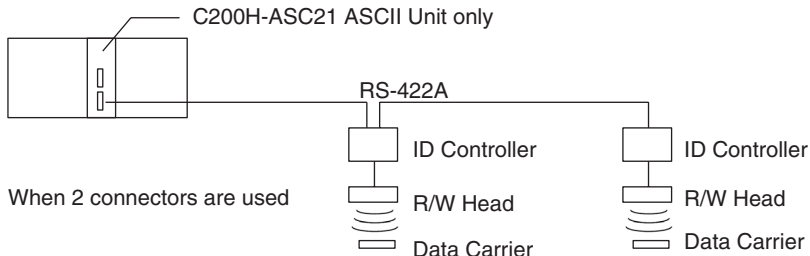 C200H-ASC21 ASCII Unit only
RS-422A
ID Controller
ID Controller
When 2 connectors are used
R/W Head
R/W Head
Data Carrier
Data Carrier